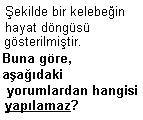 Şekilde bir kelebeğin
hayat döngüsü
gösterilmiştir.
Buna göre,
aşağıdaki
yorumlardan hangisi
yapılamaz?